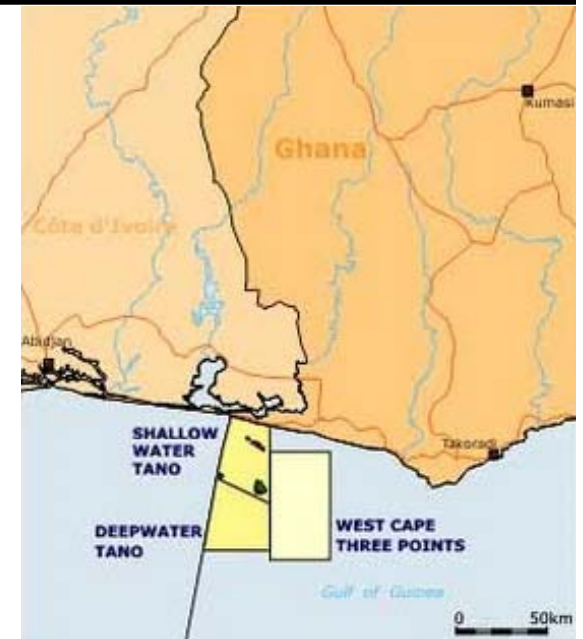 Kumasi
Ghana
Côte d'Ivoire
Abidjan
SHALLOW
WATER
TANO
Takoradi
DEEPWATER
TANO
WEST CAPE
THREE POINTS
Gulf of Guinea
0 50km